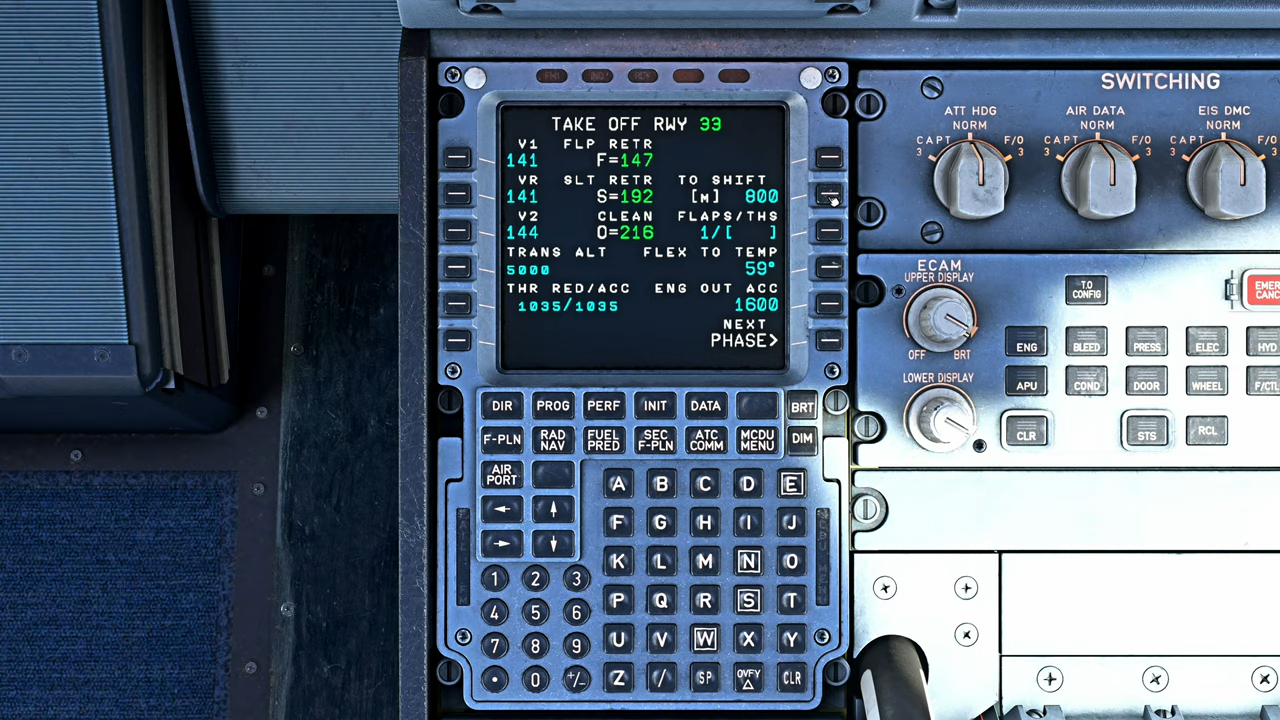 TAKE OFF RWY 33
V1 FLP RETR
141 F=147
VR SLT RETR TO SHIFT
141 S=192 [M] 800
V2 CLEAN FLAPS/THS
144 O=216 1/[ ]
TRANS ALT FLEX TO TEMP
5000 59°
THR RED/ACC ENG OUT ACC
1035/1035 1600
NEXT
PHASE>
DIR PROG PERF INIT DATA BRT
F-PLN RAD NAV FUEL PRED SEC F-PLN ATC COMM MCDU MENU DIM
AIR PORT
← ↑
→ ↓
A B C D E
F G H I J
K L M N O
P Q R S T
U V W X Y
Z / SP OVFY △ CLR
1 2 3
4 5 6
7 8 9
. 0 +/-
SWITCHING
ATT HDG AIR DATA EIS DMC
NORM NORM NORM
CAPT 3 F/O 3 CAPT 3 F/O 3 CAPT 3 F/O
ECAM
UPPER DISPLAY
OFF BRT
LOWER DISPLAY
T.O CONFIG
EMER
CANC
ENG BLEED PRESS ELEC HYD
APU COND DOOR WHEEL F/CTL
CLR STS RCL